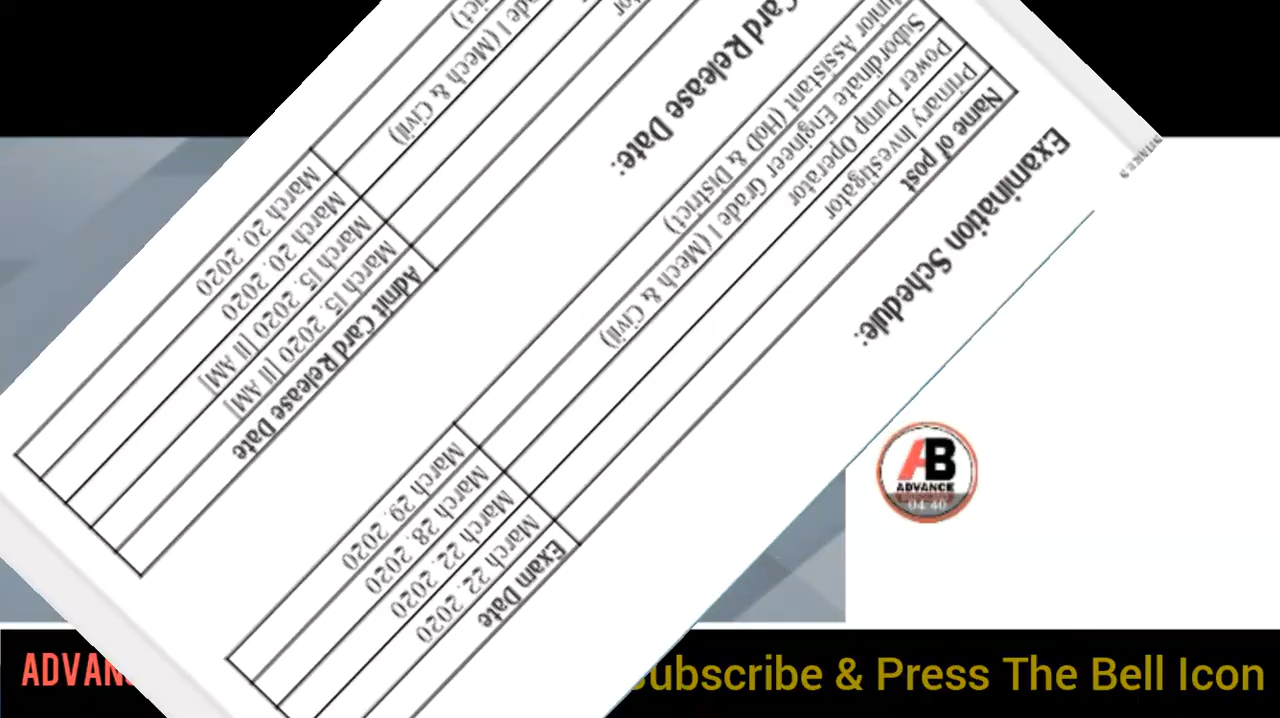 Examination Schedule:
Name of post
Exam Date
Primary Investigator
March 22, 2020
Power Pump Operator
March 22, 2020
Subordinate Engineer Grade I (Mech & Civil)
March 28, 2020
Junior Assistant (HoD & District)
March 29, 2020
Card Release Date:
Admit Card Release Date
March 15, 2020 [11 AM]
March 15, 2020 [11 AM]
I (Mech & Civil)
March 20, 2020
March 20, 2020
AB
ADVANCE
04:40
Subscribe & Press The Bell Icon